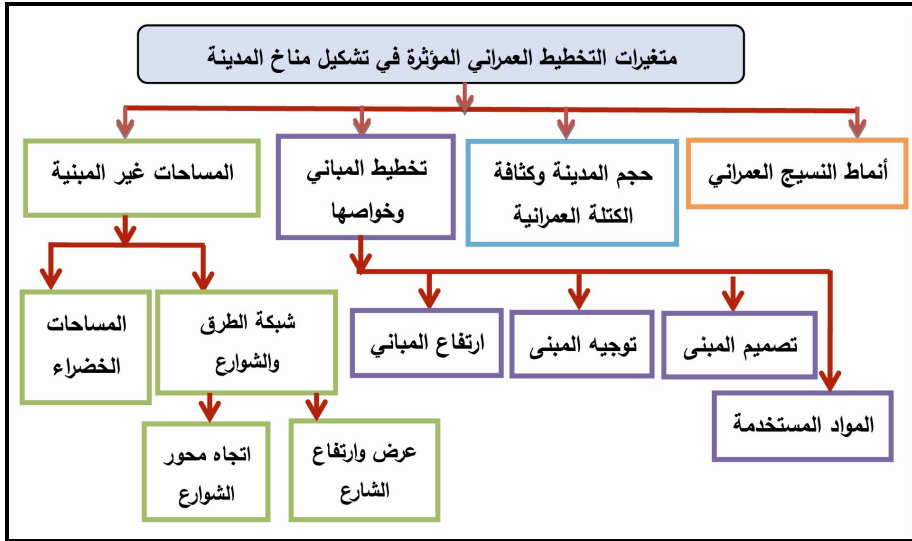 متغيرات التخطيط العمراني المؤثرة في تشكيل مناخ المدينة
أنماط النسيج العمراني
حجم المدينة وكثافة
الكتلة العمرانية
تخطيط المباني
وخواصها
المساحات غير المبنية
تصميم المبنى
توجيه المبنى
ارتفاع المباني
المواد المستخدمة
شبكة الطرق
والشوارع
المساحات
الخضراء
عرض وارتفاع
الشارع
اتجاه محور
الشوارع